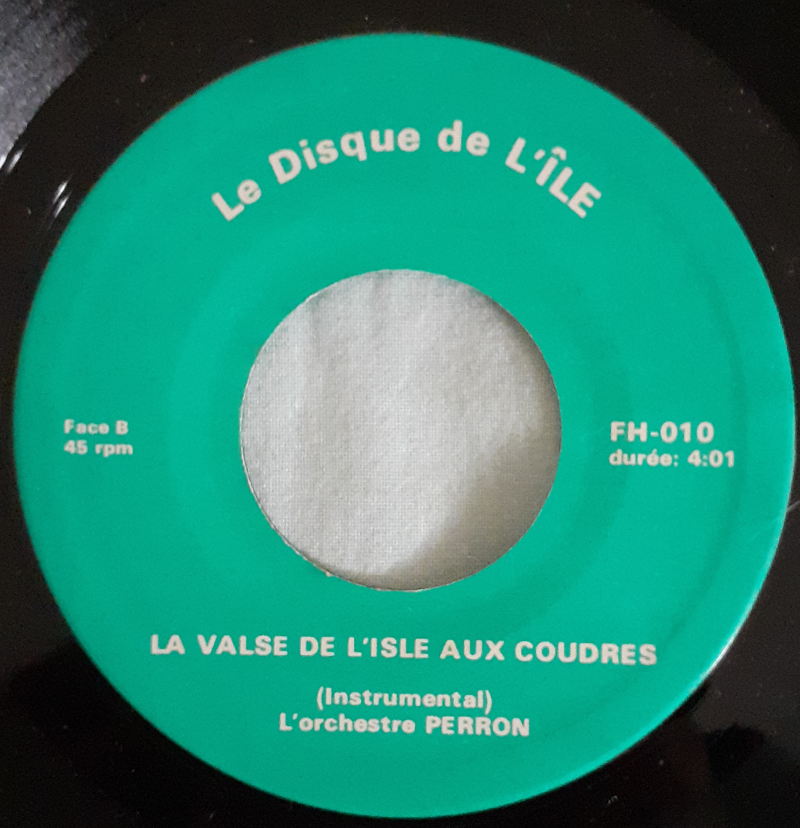 Le Disque de L'ÎLE
Face B
45 rpm
FH-010
durée: 4:01
LA VALSE DE L'ISLE AUX COUDRES
(Instrumental)
L'orchestre PERRON